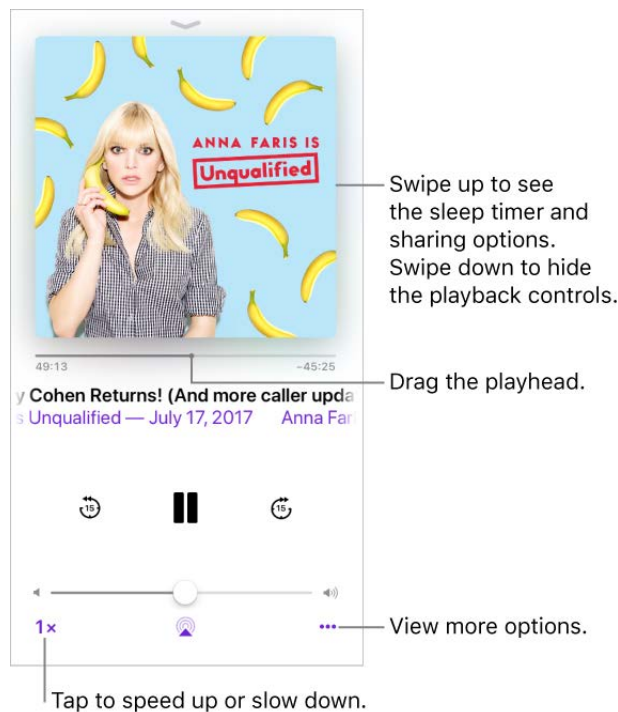 ANNA FARIS IS
Unqualified
Swipe up to see
the sleep timer and
sharing options.
Swipe down to hide
the playback controls.
49:13
−45:25
Drag the playhead.
y Cohen Returns! (And more caller upda
s Unqualified — July 17, 2017 Anna Far
15
15
1×
View more options.
Tap to speed up or slow down.